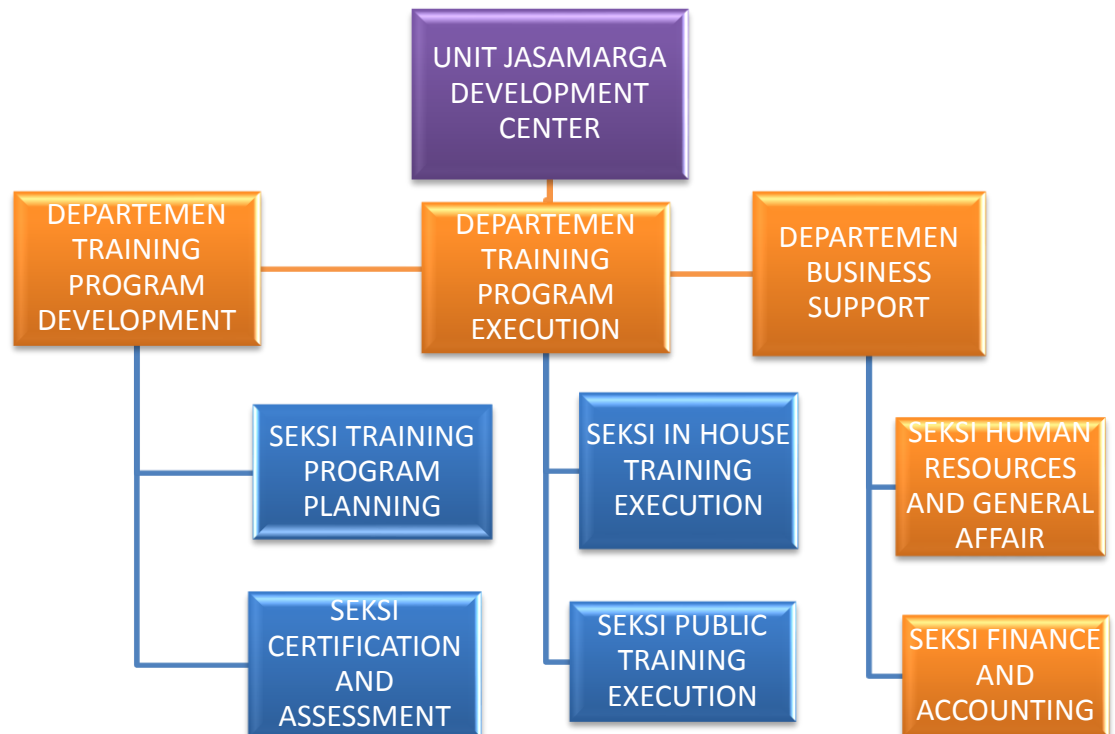 UNIT JASAMARGA
DEVELOPMENT
CENTER
DEPARTEMEN
TRAINING
PROGRAM
DEVELOPMENT
DEPARTEMEN
TRAINING
PROGRAM
EXECUTION
DEPARTEMEN
BUSINESS
SUPPORT
SEKSI TRAINING
PROGRAM
PLANNING
SEKSI IN HOUSE
TRAINING
EXECUTION
SEKSI HUMAN
RESOURCES
AND GENERAL
AFFAIR
SEKSI
CERTIFICATION
AND
ASSESSMENT
SEKSI PUBLIC
TRAINING
EXECUTION
SEKSI FINANCE
AND
ACCOUNTING